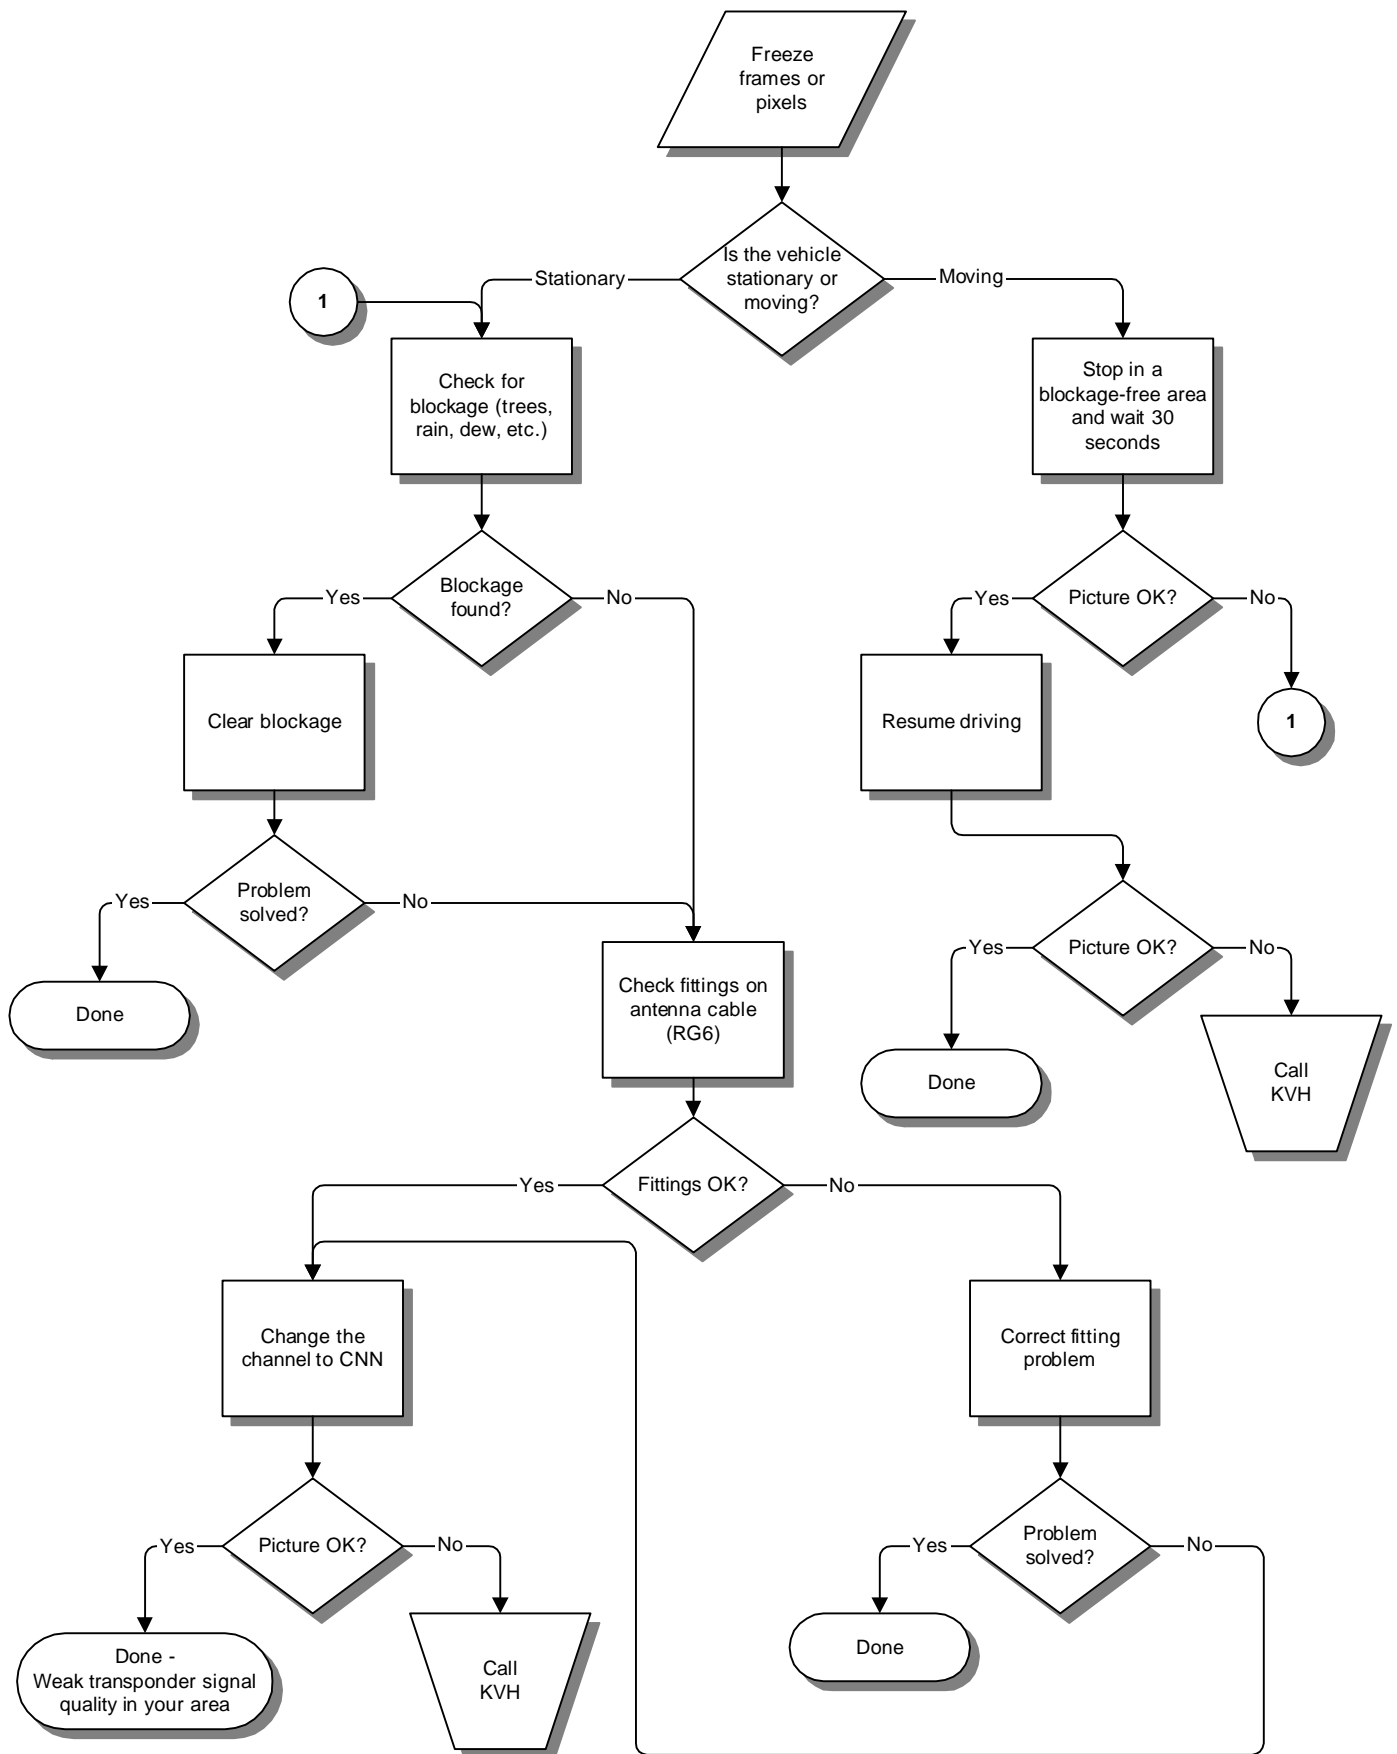 Freeze
frames or
pixels
Is the vehicle
stationary or
moving?
Stationary
Moving
1
Check for
blockage (trees,
rain, dew, etc.)
Stop in a
blockage-free area
and wait 30
seconds
Blockage
found?
Yes
No
Picture OK?
Yes
No
Clear blockage
Resume driving
1
Problem
solved?
Yes
No
Picture OK?
Yes
No
Done
Check fittings on
antenna cable
(RG6)
Done
Call
KVH
Fittings OK?
Yes
No
Change the
channel to CNN
Correct fitting
problem
Picture OK?
Yes
No
Problem
solved?
Yes
No
Done -
Weak transponder signal
quality in your area
Call
KVH
Done